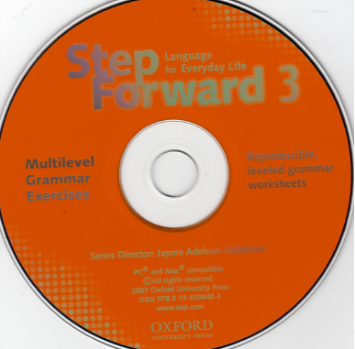 Step Language
for Everyday Life
Forward 3
Multilevel
Grammar
Exercises
Reproducible
leveled grammar
worksheets
Series Director: Jayme Adelson-Goldstein
PC® and Mac® compatible
©All rights reserved.
2007 Oxford University Press
ISBN 978 0 19 439840 4
www.oup.com
OXFORD
UNIVERSITY PRESS